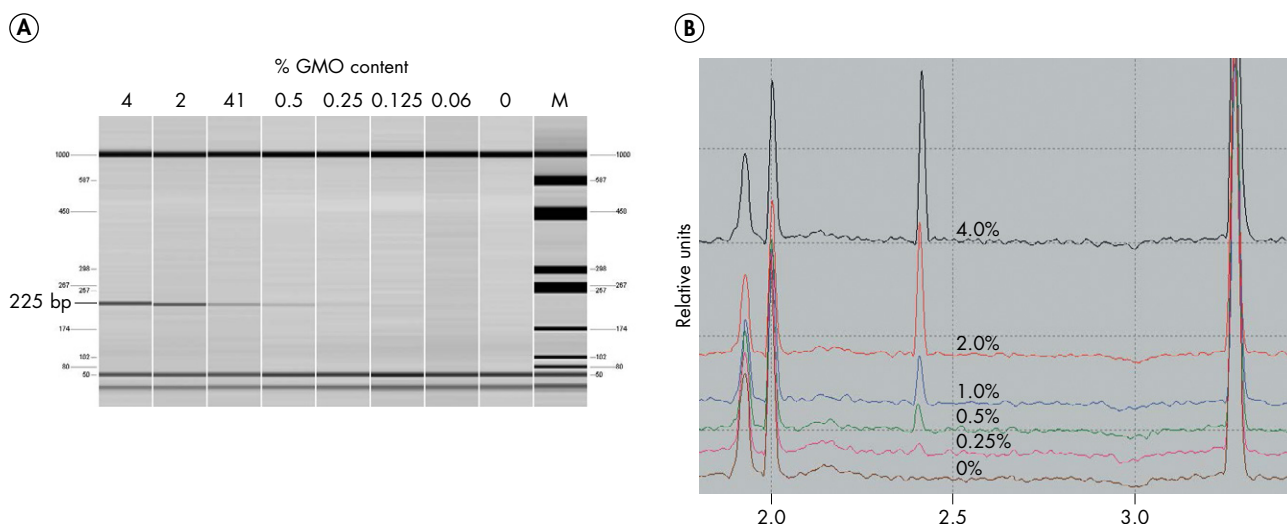 A
% GMO content
4 2 41 0.5 0.25 0.125 0.06 0 M
1000 1000
587 587
450 450
298 298
267 267
257 257
225 bp
174 174
102 102
80 80
50 50
B
Relative units
4.0%
2.0%
1.0%
0.5%
0.25%
0%
2.0 2.5 3.0